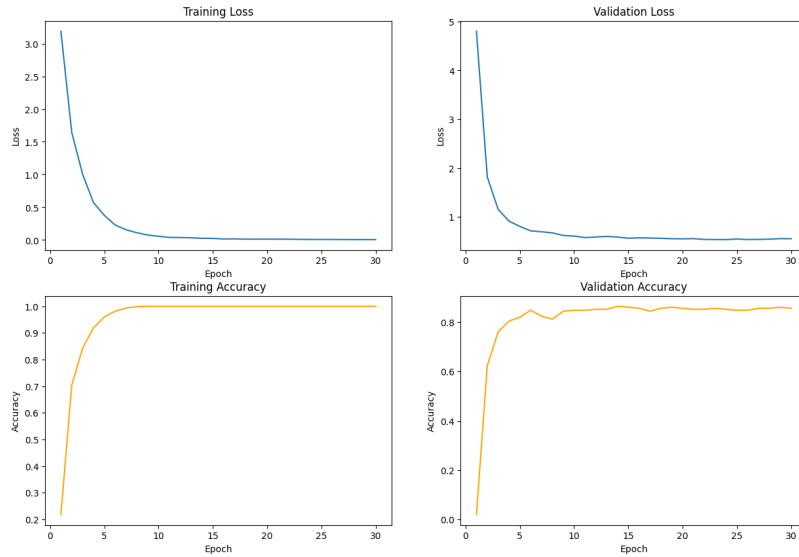 Training Loss
3.0
2.5
2.0
1.5
1.0
0.5
0.0
Loss
0 5 10 15 20 25 30
Epoch
Validation Loss
5
4
3
2
1
Loss
0 5 10 15 20 25 30
Epoch
Training Accuracy
1.0
0.9
0.8
0.7
0.6
0.5
0.4
0.3
0.2
Accuracy
0 5 10 15 20 25 30
Epoch
Validation Accuracy
0.8
0.6
0.4
0.2
0.0
Accuracy
0 5 10 15 20 25 30
Epoch